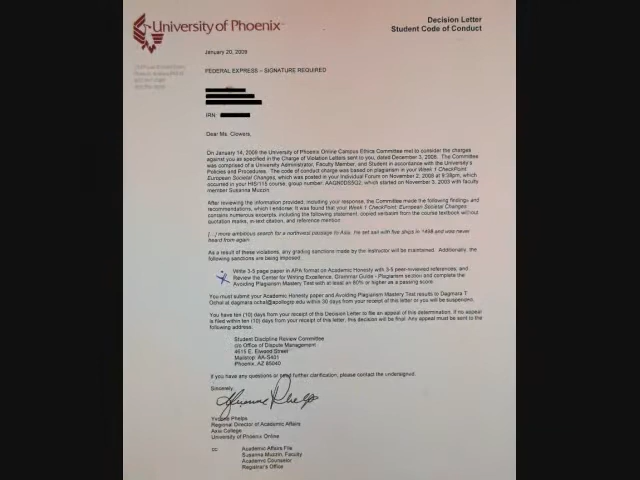 University of Phoenix
Decision Letter
Student Code of Conduct
January 20, 2009
FEDERAL EXPRESS – SIGNATURE REQUIRED
IRN:
Dear Ms. Clowers,
On January 14, 2009 the University of Phoenix Online Campus Ethics Committee met to consider the charges
against you as specified in the Charge of Violation Letters sent to you, dated December 3, 2008. The Committee
was comprised of a University Administrator, Faculty Member, and Student in accordance with the University's
Policies and Procedures. The code of conduct charge was based on plagiarism in your Week 1 CheckPoint:
European Societal Changes, which was posted in your Individual Forum on November 2, 2008 at 9:39pm, which
occurred in your HIS/115 course, group number, which started on November 3, 2003 with faculty
member Susanna Muzzin.
After reviewing the information provided, including your response, the Committee made the following findings and
recommendations, which I endorse: It was found that your Week 1 CheckPoint: European Societal Changes
contains numerous excerpts, including the following statement, copied verbatim from the course textbook without
quotation marks, in-text citation, and reference mention
[…] more ambitious search for a northwest passage to Asia. He set sail with five ships in 1498 and was never
heard from again.
As a result of these violations, any grading sanctions made by the instructor will be maintained. Additionally, the
following sanctions are being imposed:
Write 3-5 page paper in APA format on Academic Honesty with 3-5 peer-reviewed references, and
Review the Center for Writing Excellence, Grammar Guide - Plagiarism section and complete the
Avoiding Plagiarism Mastery Test with at least an 80% or higher as a passing score.
You must submit your Academic Honesty paper and Avoiding Plagiarism Mastery Test results to Dagmara T.
Ochal at dagmara.ochal@apollogrp.edu within 30 days from your receipt of this letter or you will be suspended.
You have ten (10) days from your receipt of this Decision Letter to file an appeal of this determination. If no appeal
is filed within ten (10) days from your receipt of this letter, this decision will be final. Any appeal must be sent to the
following address:
Student Discipline Review Committee
c/o Office of Dispute Management
4615 E. Elwood Street
Mailstop AA-S401
Phoenix, AZ 85040
If you have any questions or need further clarification, please contact the undersigned.
Sincerely,
Yvonne Phelps
Yvonne Phelps
Regional Director of Academic Affairs
Axia College
University of Phoenix Online
cc: Academic Affairs File
Susanna Muzzin, Faculty
Academic Counselor
Registrar's Office